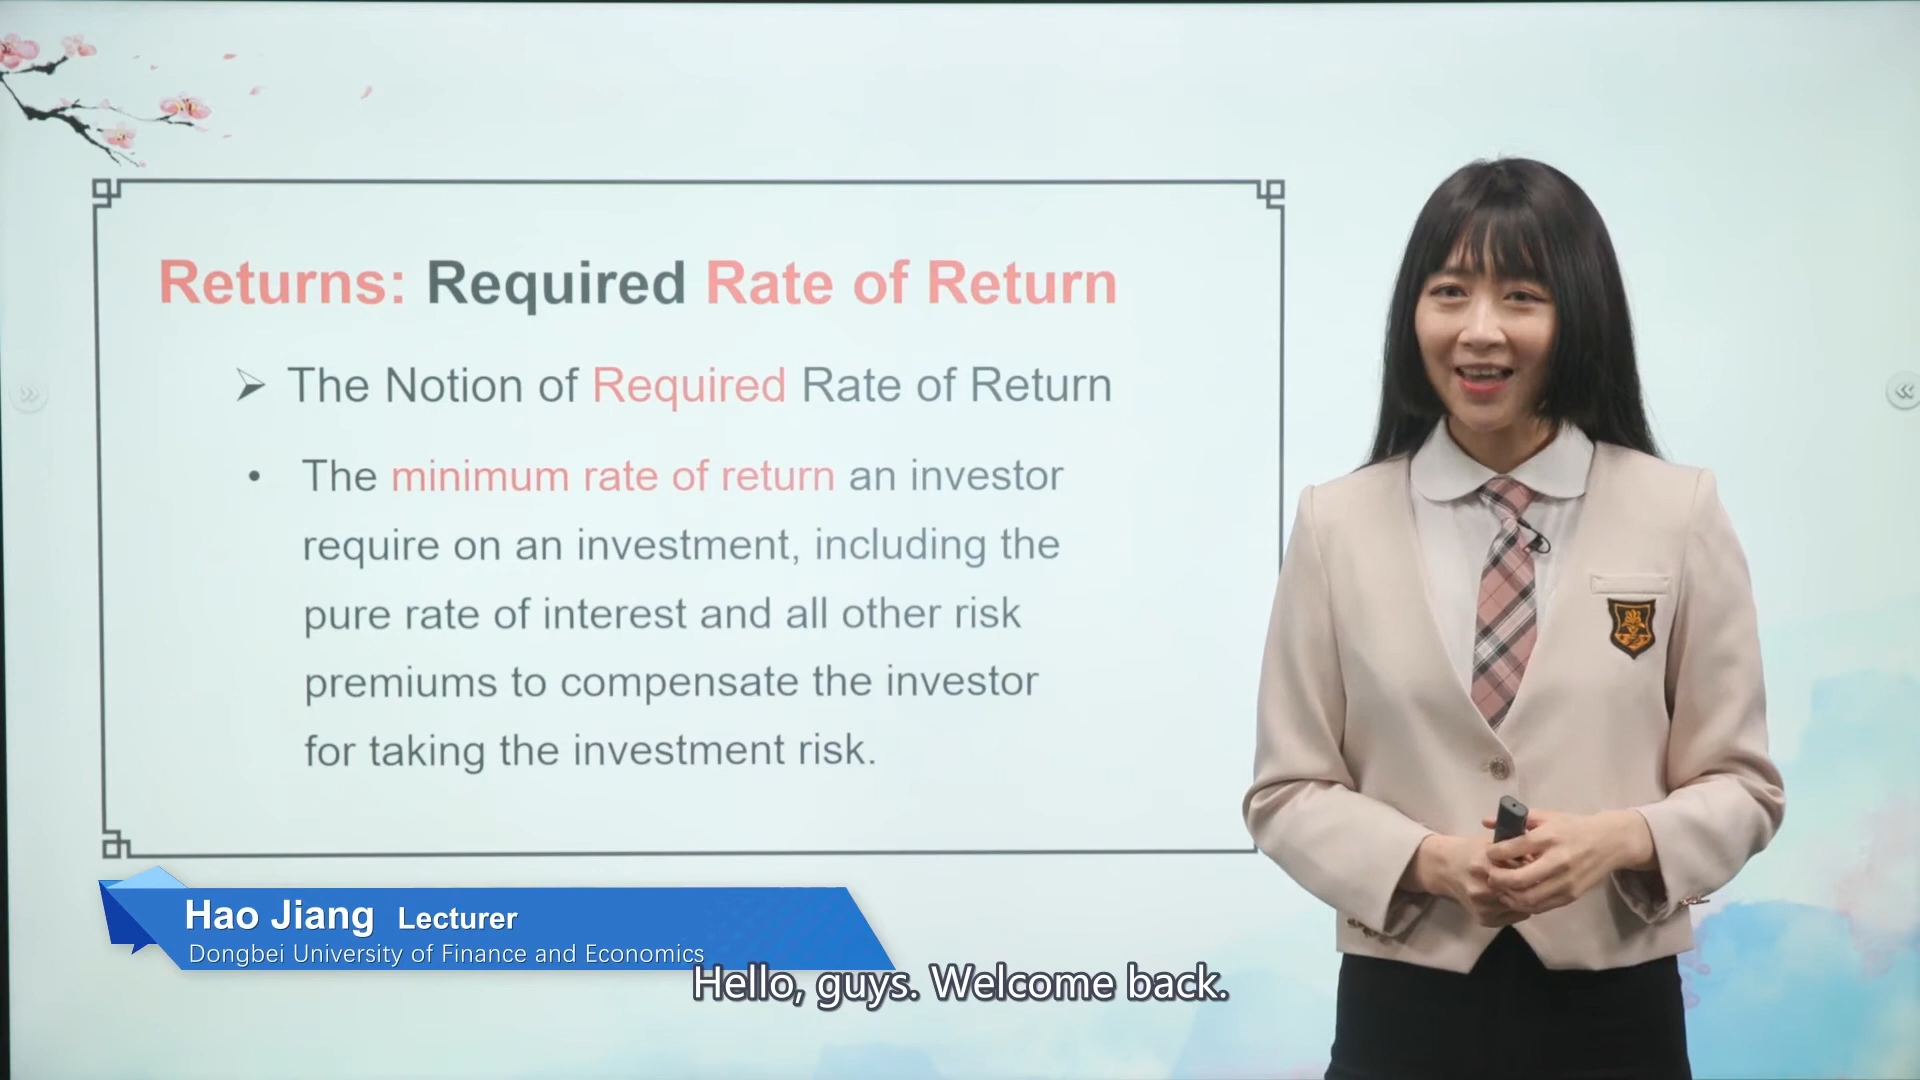 Returns: Required Rate of Return
➢ The Notion of Required Rate of Return
• The minimum rate of return an investor
require on an investment, including the
pure rate of interest and all other risk
premiums to compensate the investor
for taking the investment risk.
Hao Jiang Lecturer
Dongbei University of Finance and Economics
Hello, guys. Welcome back.